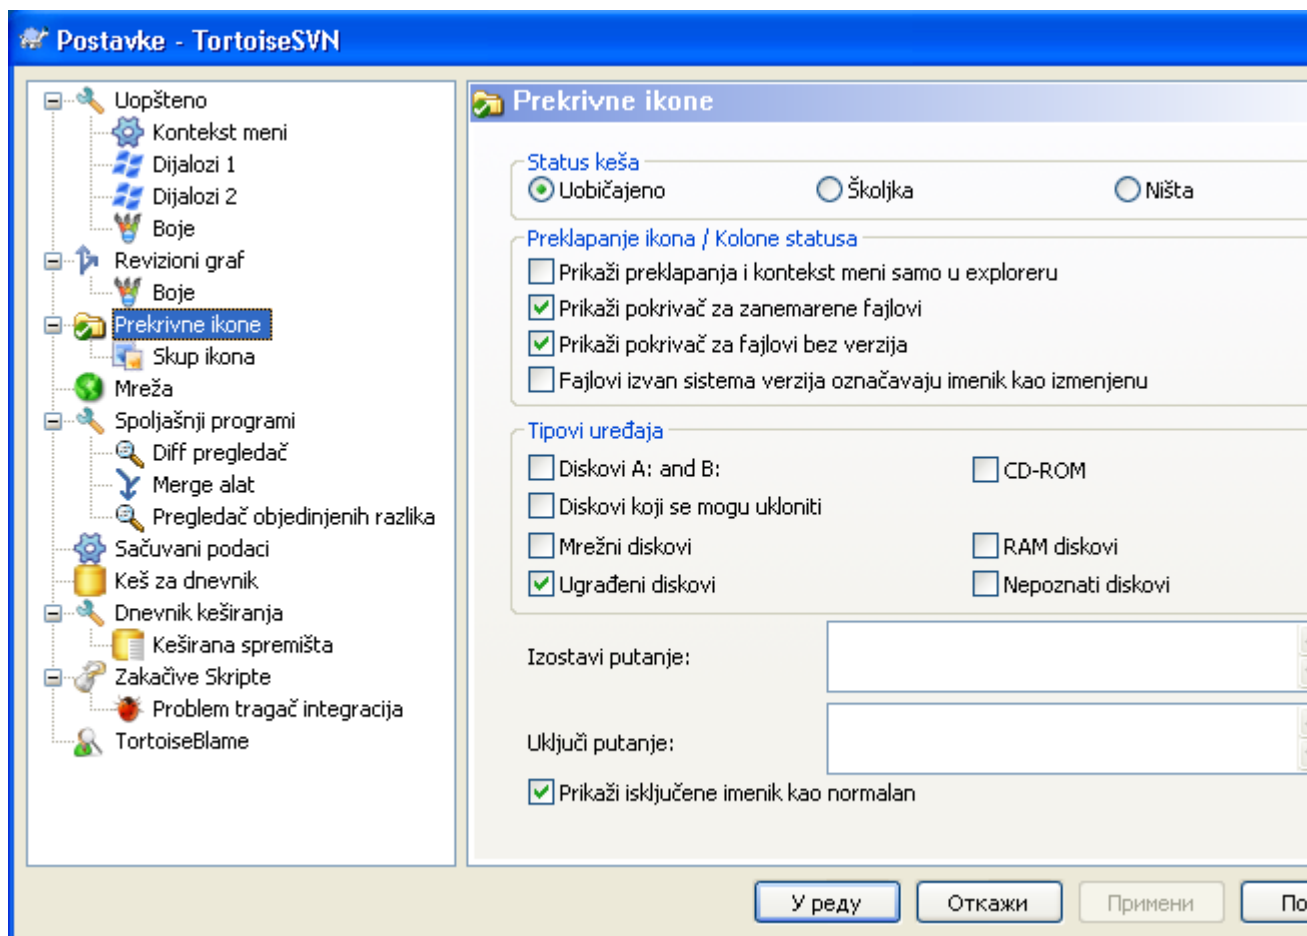 Postavke - TortoiseSVN
Uopšteno
Kontekst meni
Dijalozi 1
Dijalozi 2
Boje
Revizioni graf
Boje
Prekrivne ikone
Skup ikona
Mreža
Spoljašnji programi
Diff pregledač
Merge alat
Pregledač objedinjenih razlika
Sačuvani podaci
Keš za dnevnik
Dnevnik keširanja
Keširana spremišta
Zakačive Skripte
Problem tragač integracija
TortoiseBlame
Prekrivne ikone
Status keša
Uobičajeno Školjka Ništa
Preklapanje ikona / Kolone statusa
Prikaži preklapanja i kontekst meni samo u exploreru
Prikaži pokrivač za zanemarene fajlovi
Prikaži pokrivač za fajlovi bez verzija
Fajlovi izvan sistema verzija označavaju imenik kao izmenjenu
Tipovi uređaja
Diskovi A: and B: CD-ROM
Diskovi koji se mogu ukloniti
Mrežni diskovi RAM diskovi
Ugrađeni diskovi Nepoznati diskovi
Izostavi putanje:
Uključi putanje:
Prikaži isključene imenik kao normalan
У реду Откажи Примени